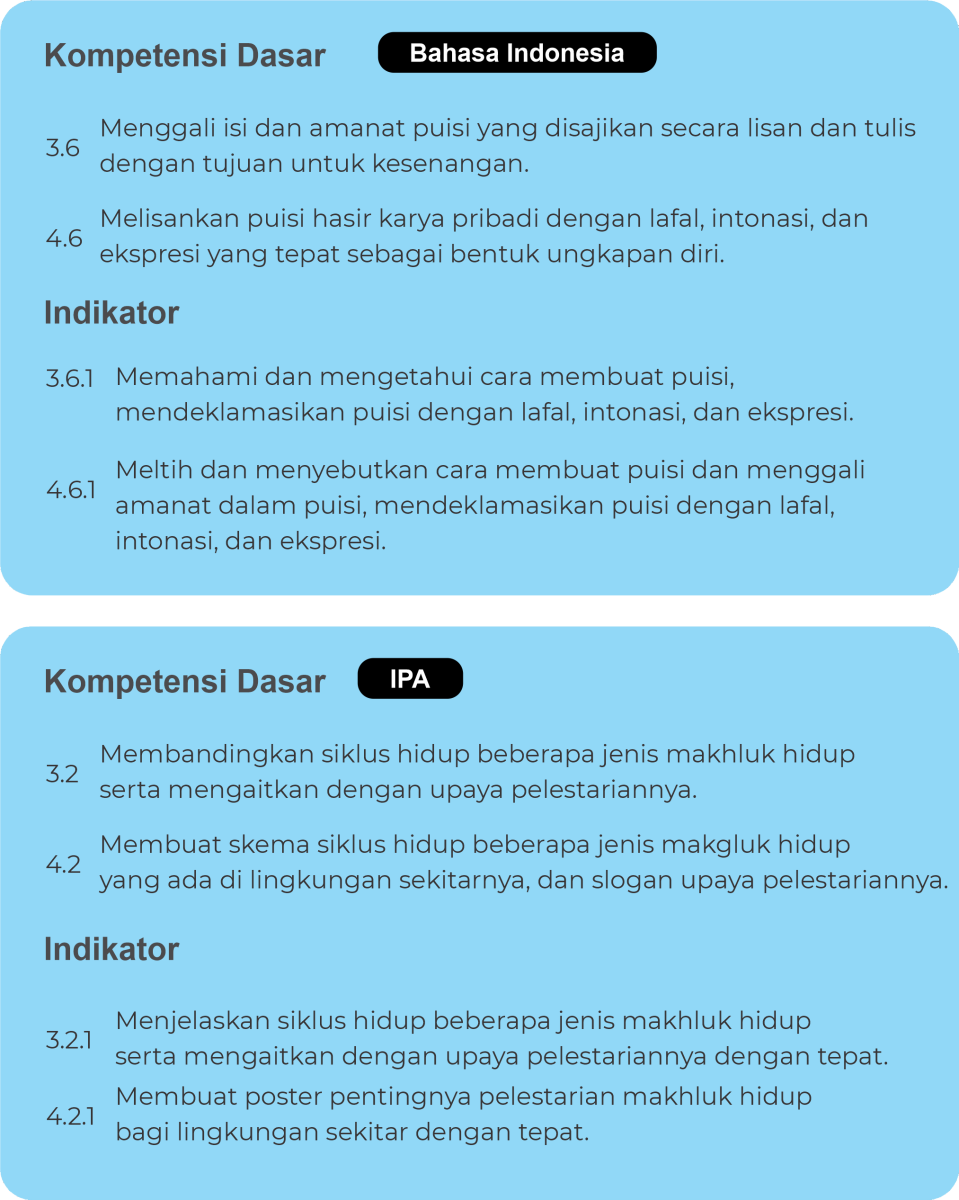 Kompetensi Dasar Bahasa Indonesia
3.6 Menggali isi dan amanat puisi yang disajikan secara lisan dan tulis
dengan tujuan untuk kesenangan.
4.6 Melisankan puisi hasir karya pribadi dengan lafal, intonasi, dan
ekspresi yang tepat sebagai bentuk ungkapan diri.
Indikator
3.6.1 Memahami dan mengetahui cara membuat puisi,
mendeklamasikan puisi dengan lafal, intonasi, dan ekspresi.
4.6.1 Meltih dan menyebutkan cara membuat puisi dan menggali
amanat dalam puisi, mendeklamasikan puisi dengan lafal,
intonasi, dan ekspresi.
Kompetensi Dasar IPA
3.2 Membandingkan siklus hidup beberapa jenis makhluk hidup
serta mengaitkan dengan upaya pelestariannya.
4.2 Membuat skema siklus hidup beberapa jenis makgluk hidup
yang ada di lingkungan sekitarnya, dan slogan upaya pelestariannya.
Indikator
3.2.1 Menjelaskan siklus hidup beberapa jenis makhluk hidup
serta mengaitkan dengan upaya pelestariannya dengan tepat.
4.2.1 Membuat poster pentingnya pelestarian makhluk hidup
bagi lingkungan sekitar dengan tepat.